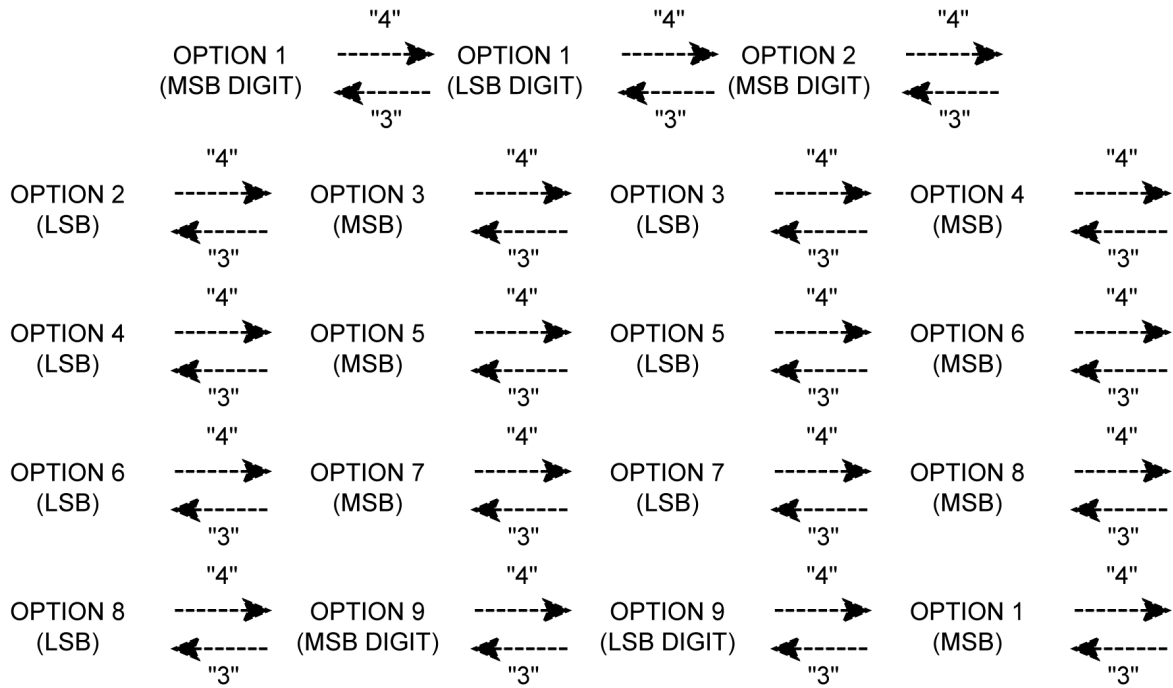 "4" "4" "4"
OPTION 1 OPTION 1 OPTION 2
(MSB DIGIT) (LSB DIGIT) (MSB DIGIT)
"3" "3" "3"
"4" "4" "4" "4"
OPTION 2 OPTION 3 OPTION 3 OPTION 4
(LSB) (MSB) (LSB) (MSB)
"3" "3" "3" "3"
"4" "4" "4" "4"
OPTION 4 OPTION 5 OPTION 5 OPTION 6
(LSB) (MSB) (LSB) (MSB)
"3" "3" "3" "3"
"4" "4" "4" "4"
OPTION 6 OPTION 7 OPTION 7 OPTION 8
(LSB) (MSB) (LSB) (MSB)
"3" "3" "3" "3"
"4" "4" "4" "4"
OPTION 8 OPTION 9 OPTION 9 OPTION 1
(LSB) (MSB DIGIT) (LSB DIGIT) (MSB)
"3" "3" "3" "3"